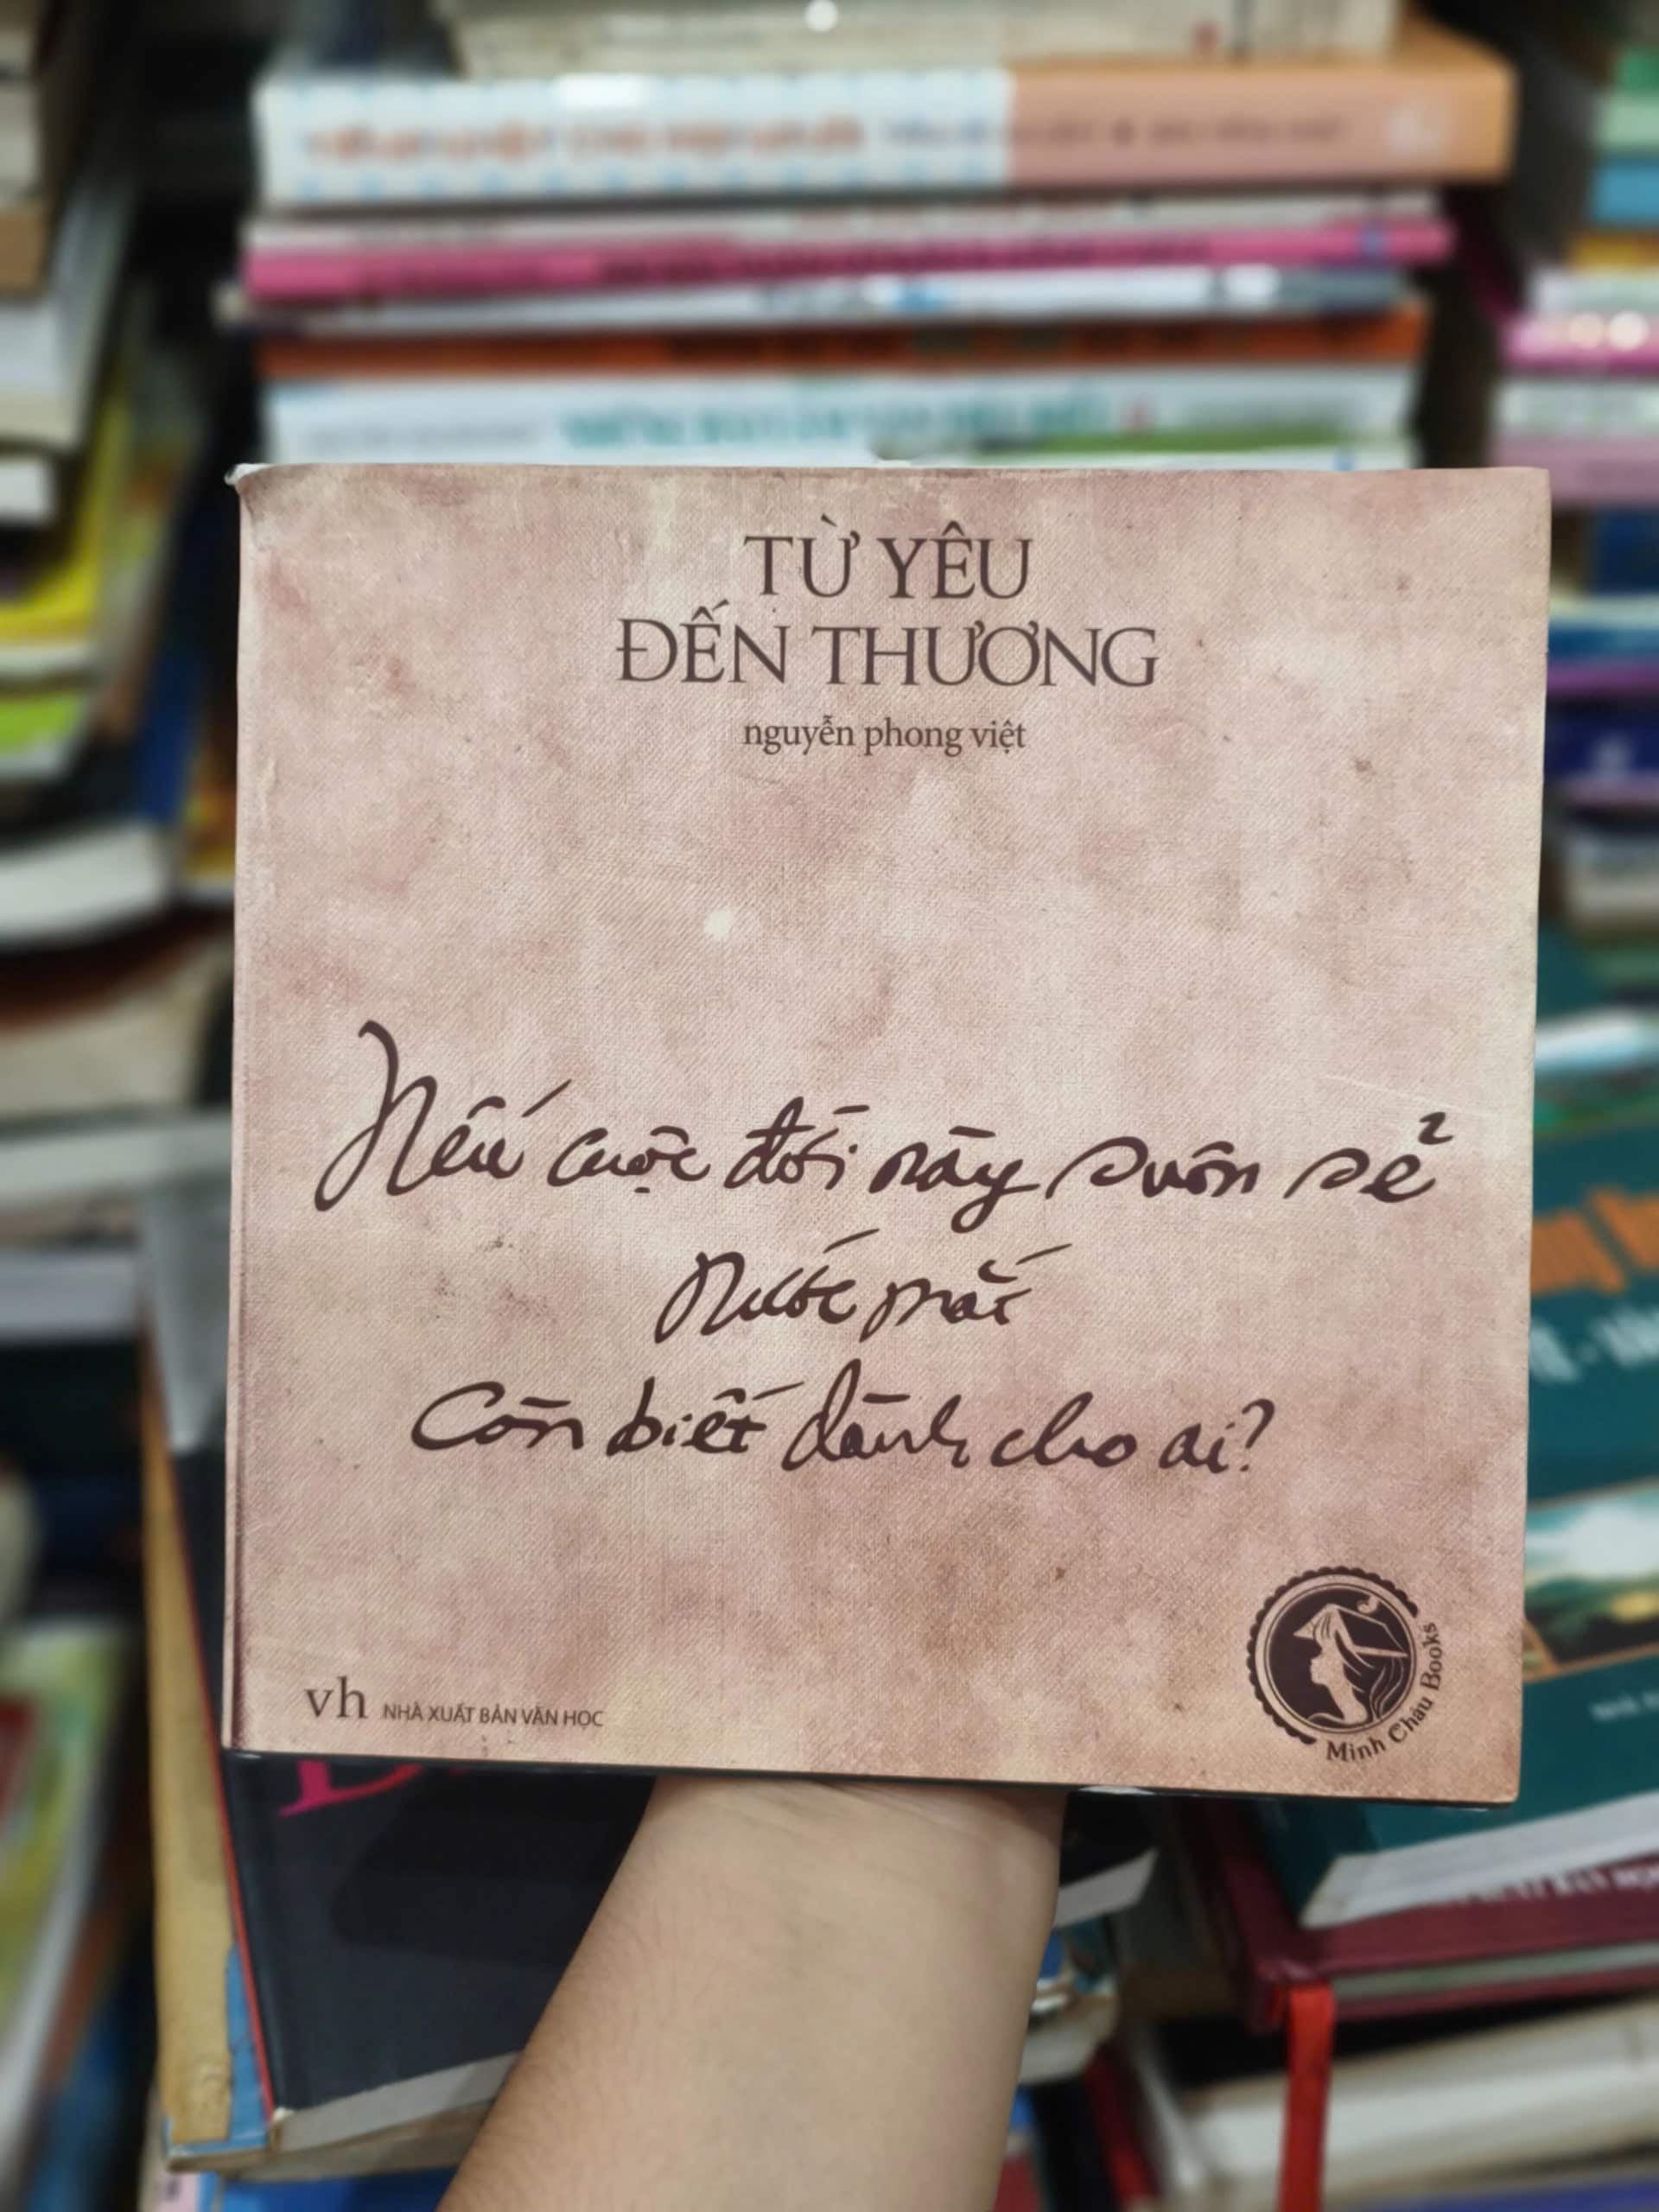 TỪ YÊU
ĐẾN THƯƠNG
nguyễn phong việt
Nếu cuộc đời này suôn sẻ
Nước mắt
Còn biết dành cho ai?
vh NHÀ XUẤT BẢN VĂN HỌC
Minh Châu Books